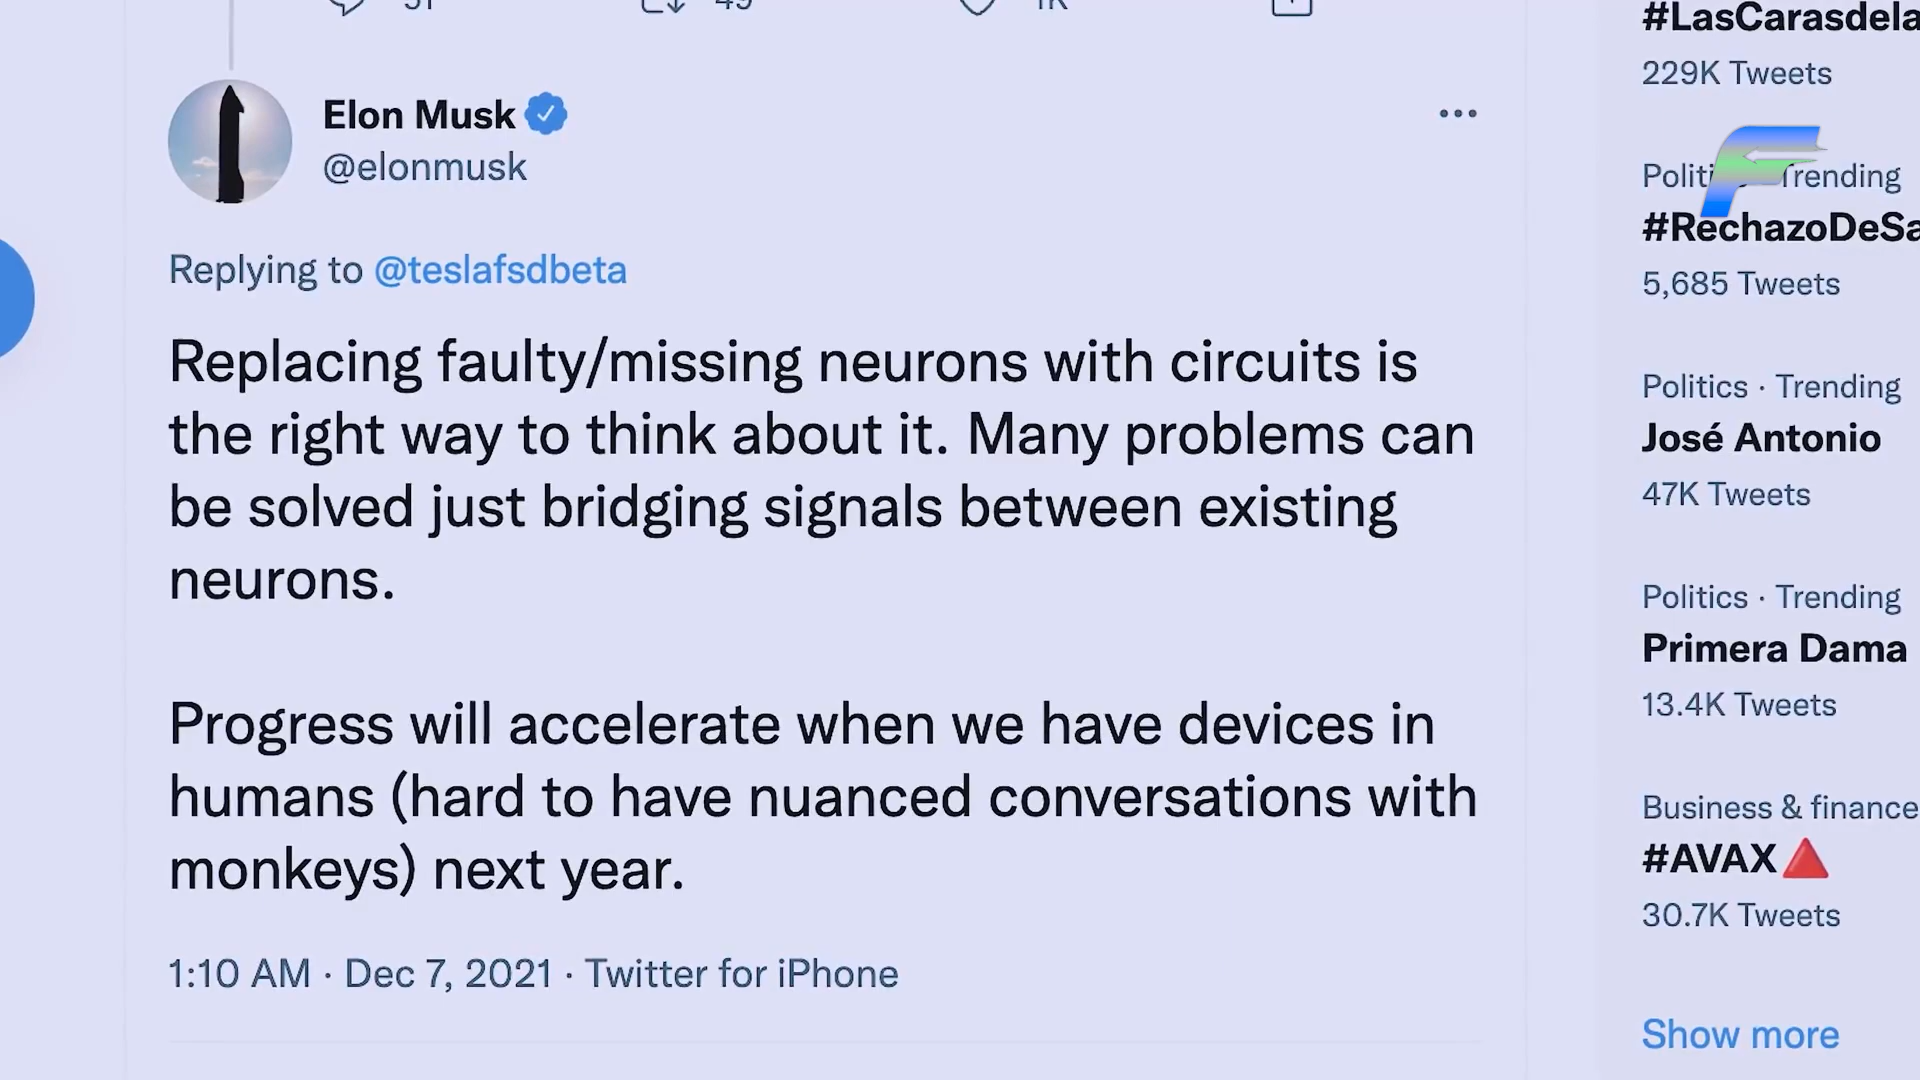 1K
Elon Musk
@elonmusk
Replying to @teslafsdbeta
Replacing faulty/missing neurons with circuits is
the right way to think about it. Many problems can
be solved just bridging signals between existing
neurons.
Progress will accelerate when we have devices in
humans (hard to have nuanced conversations with
monkeys) next year.
1:10 AM · Dec 7, 2021 · Twitter for iPhone
#LasCarasdela
229K Tweets
Trending
#RechazoDeSa
5,685 Tweets
Politics · Trending
José Antonio
47K Tweets
Politics · Trending
Primera Dama
13.4K Tweets
Business & finance
#AVAX
30.7K Tweets
Show more